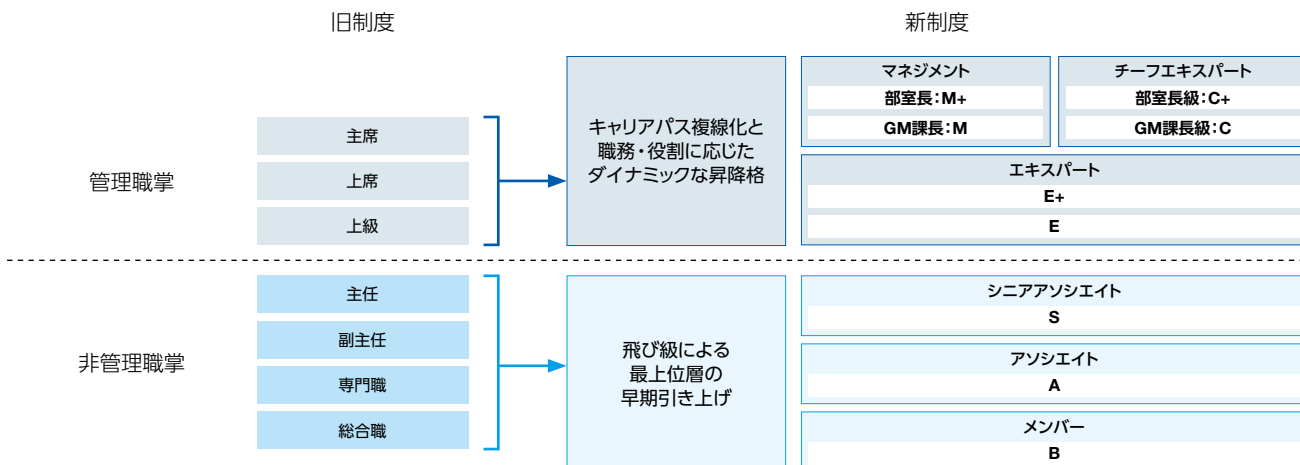 旧制度
新制度
管理職掌
主席
上席
上級
キャリアパス複線化と
職務・役割に応じた
ダイナミックな昇降格
マネジメント
部室長：M+
GM課長：M
チーフエキスパート
部室長級：C+
GM課長級：C
エキスパート
E+
E
非管理職掌
主任
副主任
専門職
総合職
飛び級による
最上位層の
早期引き上げ
シニアアソシエイト
S
アソシエイト
A
メンバー
B